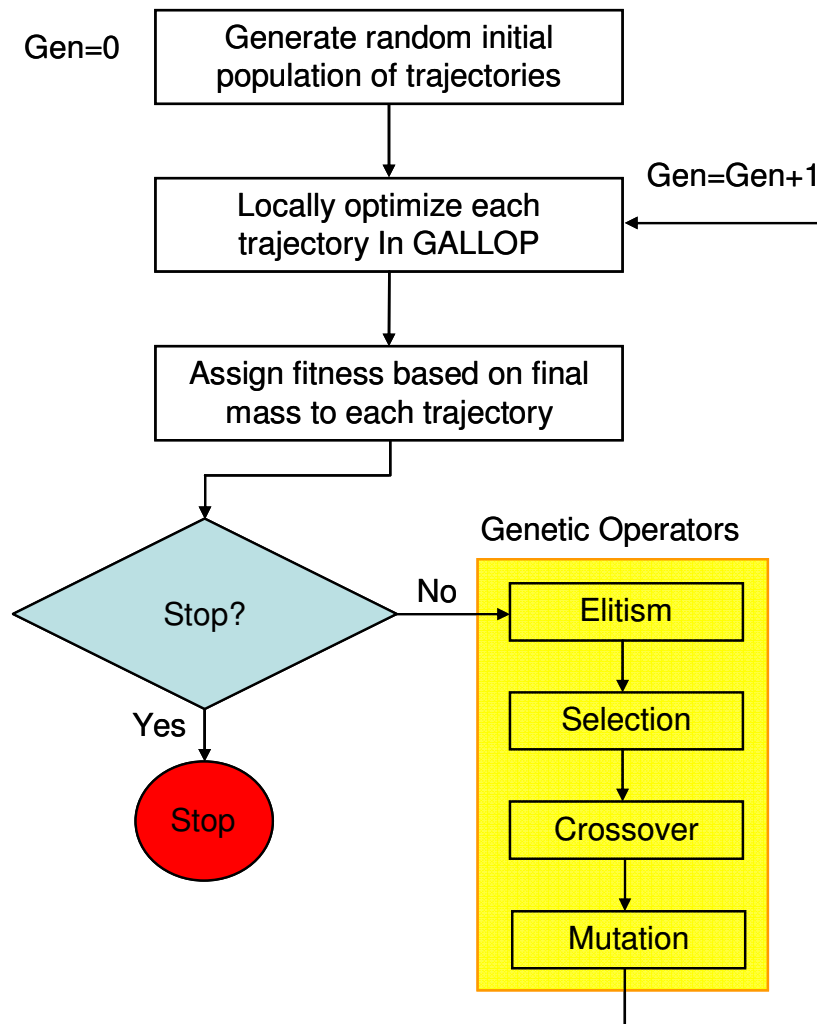 Gen=0
Generate random initial
population of trajectories
Gen=Gen+1
Locally optimize each
trajectory In GALLOP
Assign fitness based on final
mass to each trajectory
Genetic Operators
Stop?
No
Elitism
Selection
Yes
Stop
Crossover
Mutation